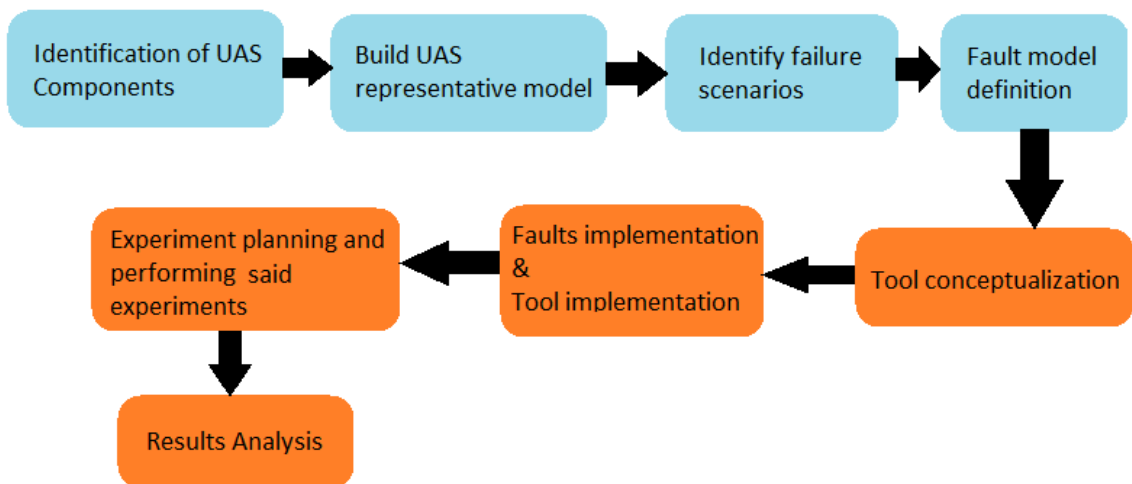 Identification of UAS
Components
Build UAS
representative model
Identify failure
scenarios
Fault model
definition
Tool conceptualization
Faults implementation
&
Tool implementation
Experiment planning and
performing said
experiments
Results Analysis